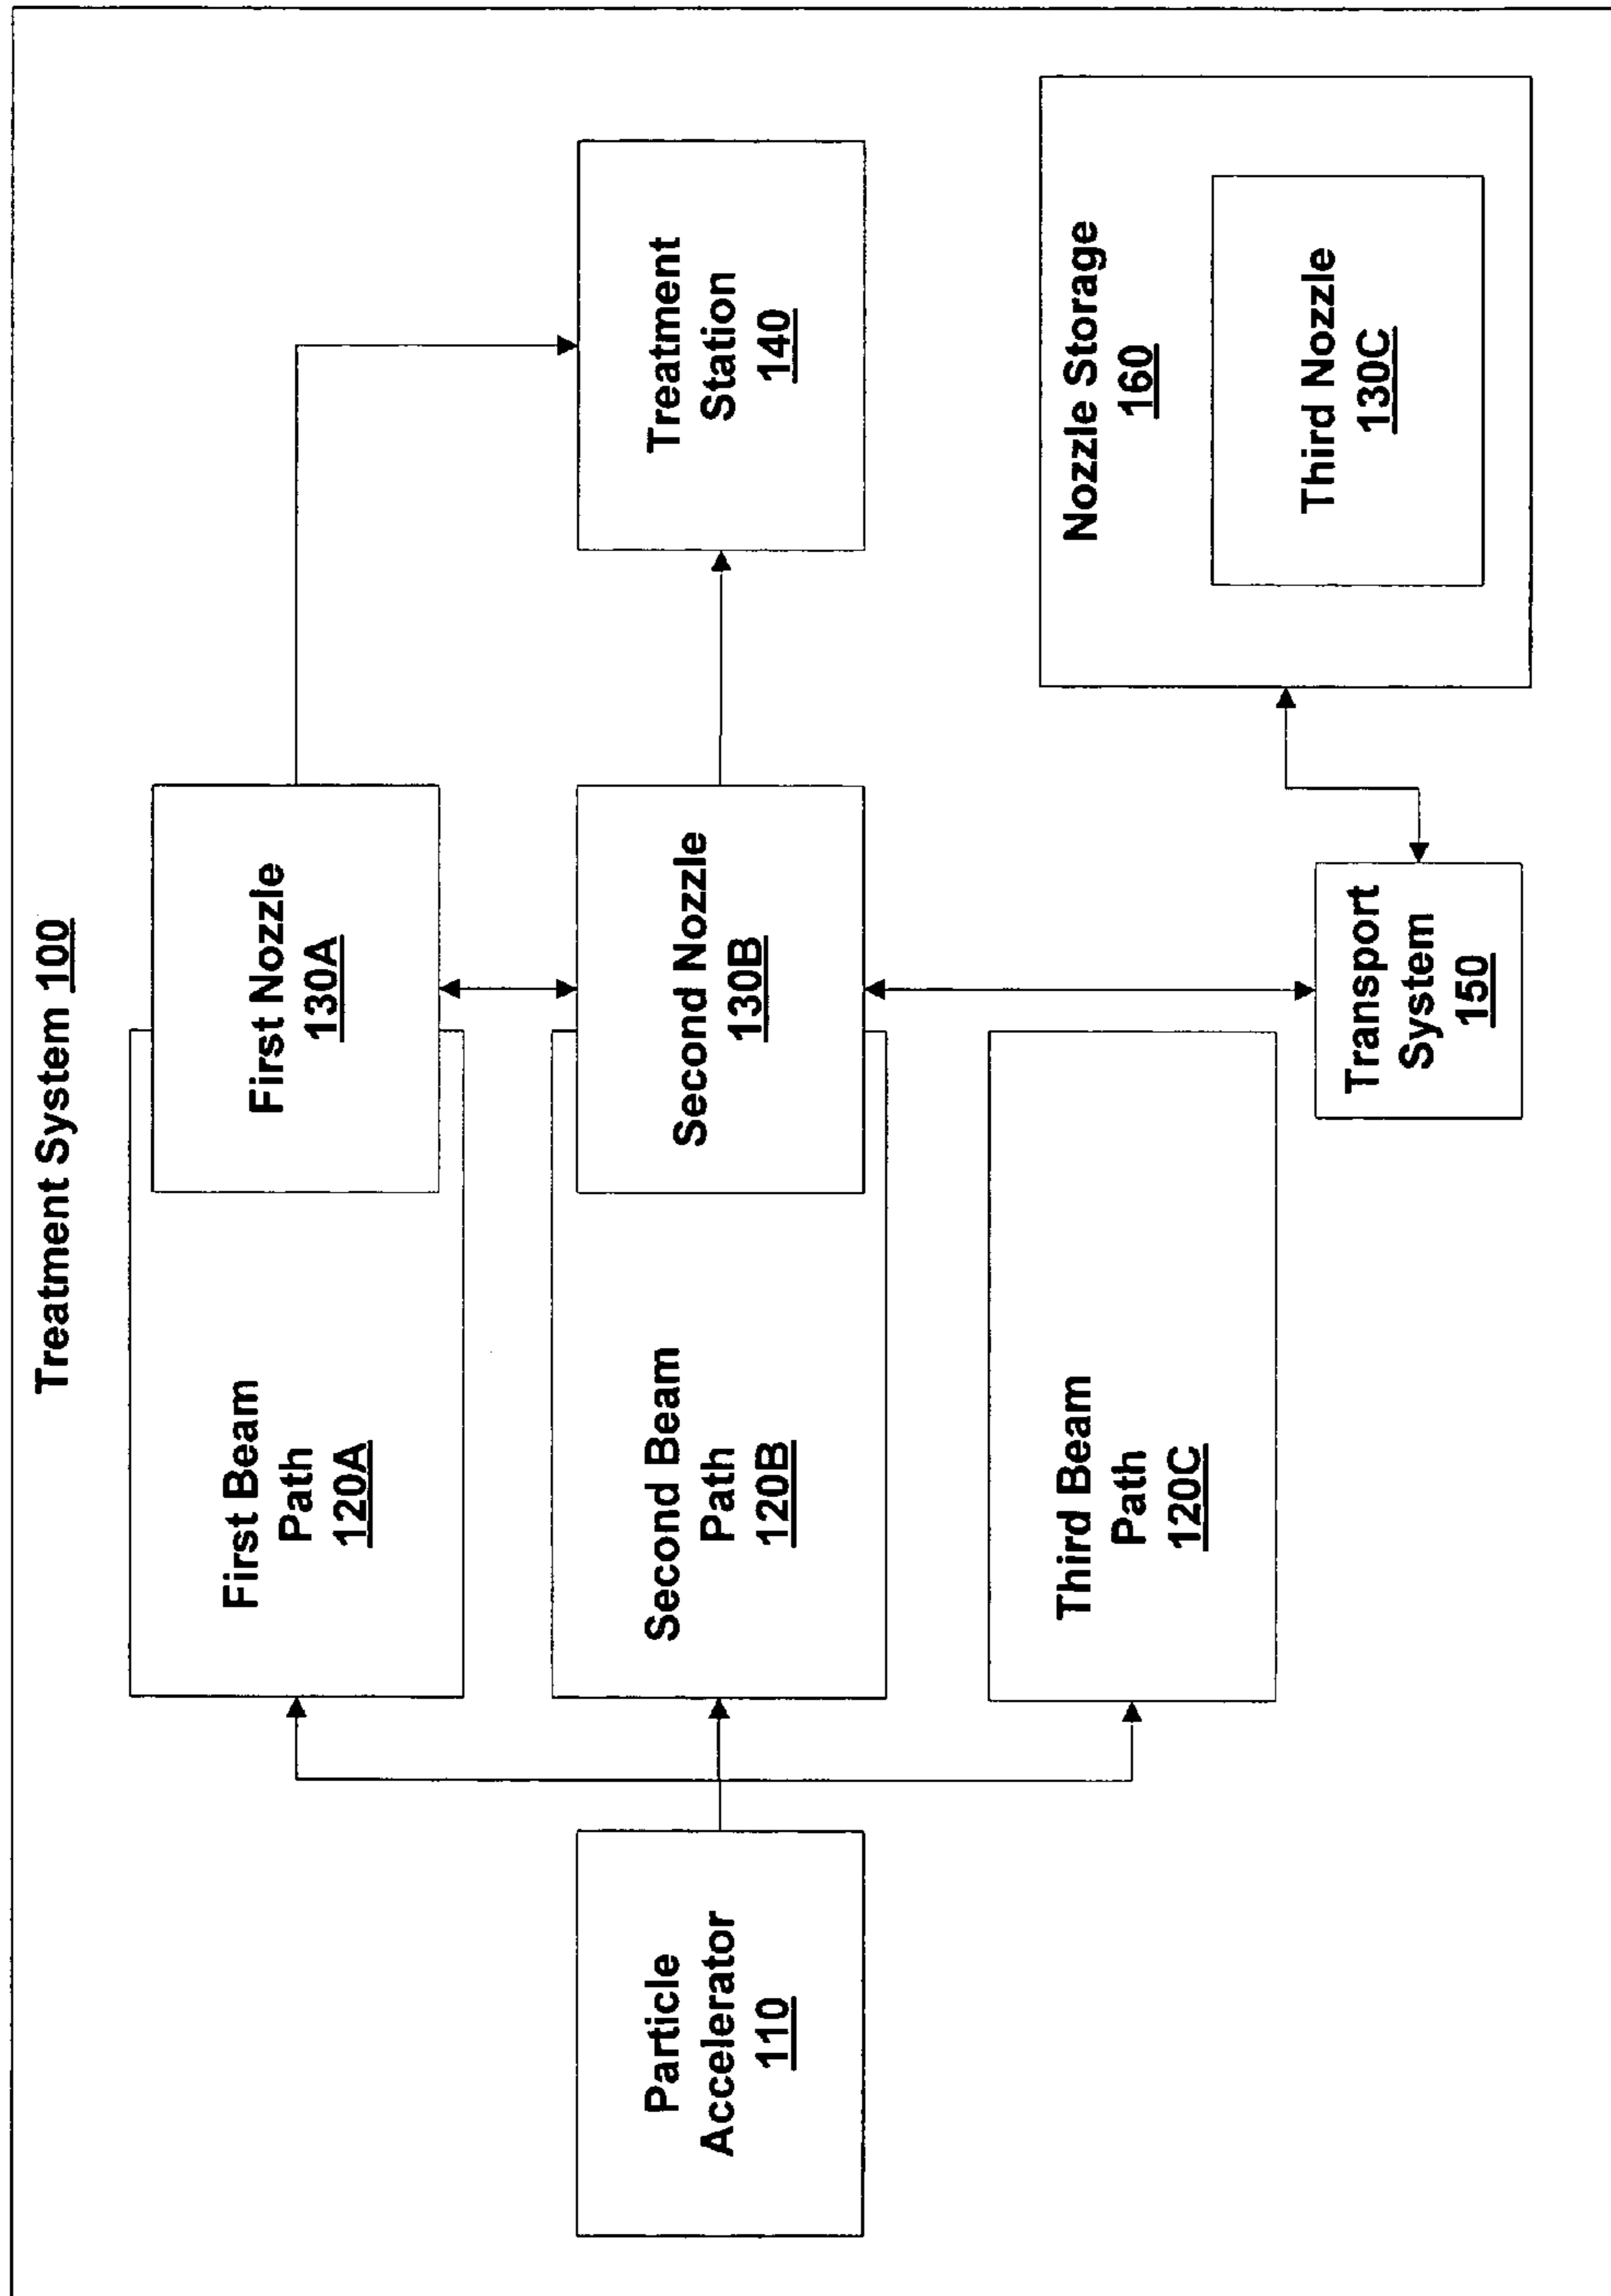 Treatment System 100
Particle
Accelerator
110
First Beam
Path
120A
First Nozzle
130A
Second Beam
Path
120B
Second Nozzle
130B
Third Beam
Path
120C
Treatment
Station
140
Transport
System
150
Nozzle Storage
160
Third Nozzle
130C